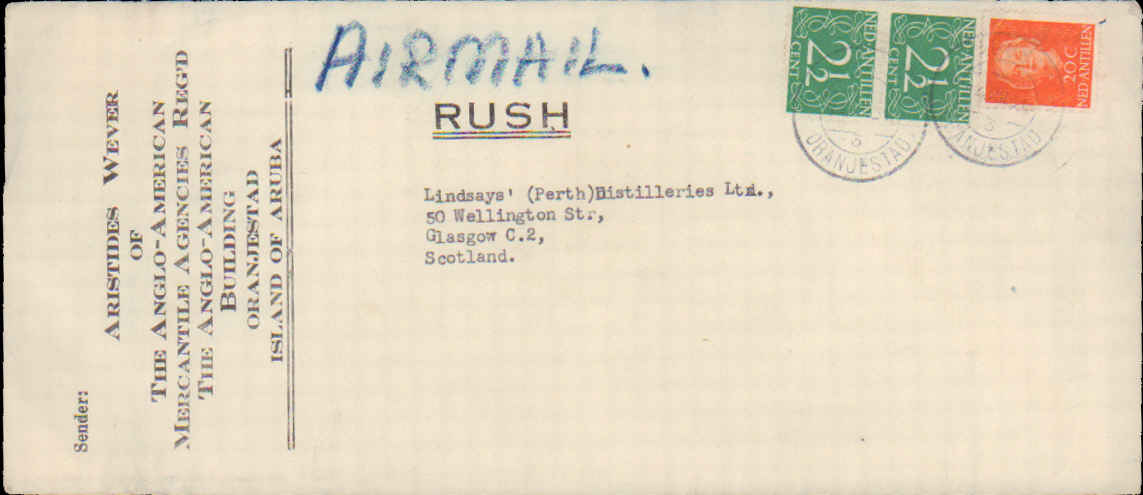 Sender:
ARISTIDES WEVER
OF
THE ANGLO-AMERICAN
MERCANTILE AGENCIES REG'D
THE ANGLO-AMERICAN
BUILDING
ORANJESTAD
ISLAND OF ARUBA
AIRMAIL.
RUSH
Lindsays' (Perth)Distilleries Ltd.,
50 Wellington Str,
Glasgow C.2,
Scotland.
NED ANTILLEN
2½
CENT
NED ANTILLEN
2½
CENT
20 C
NED ANTILLEN
ORANJESTAD
ORANJESTAD